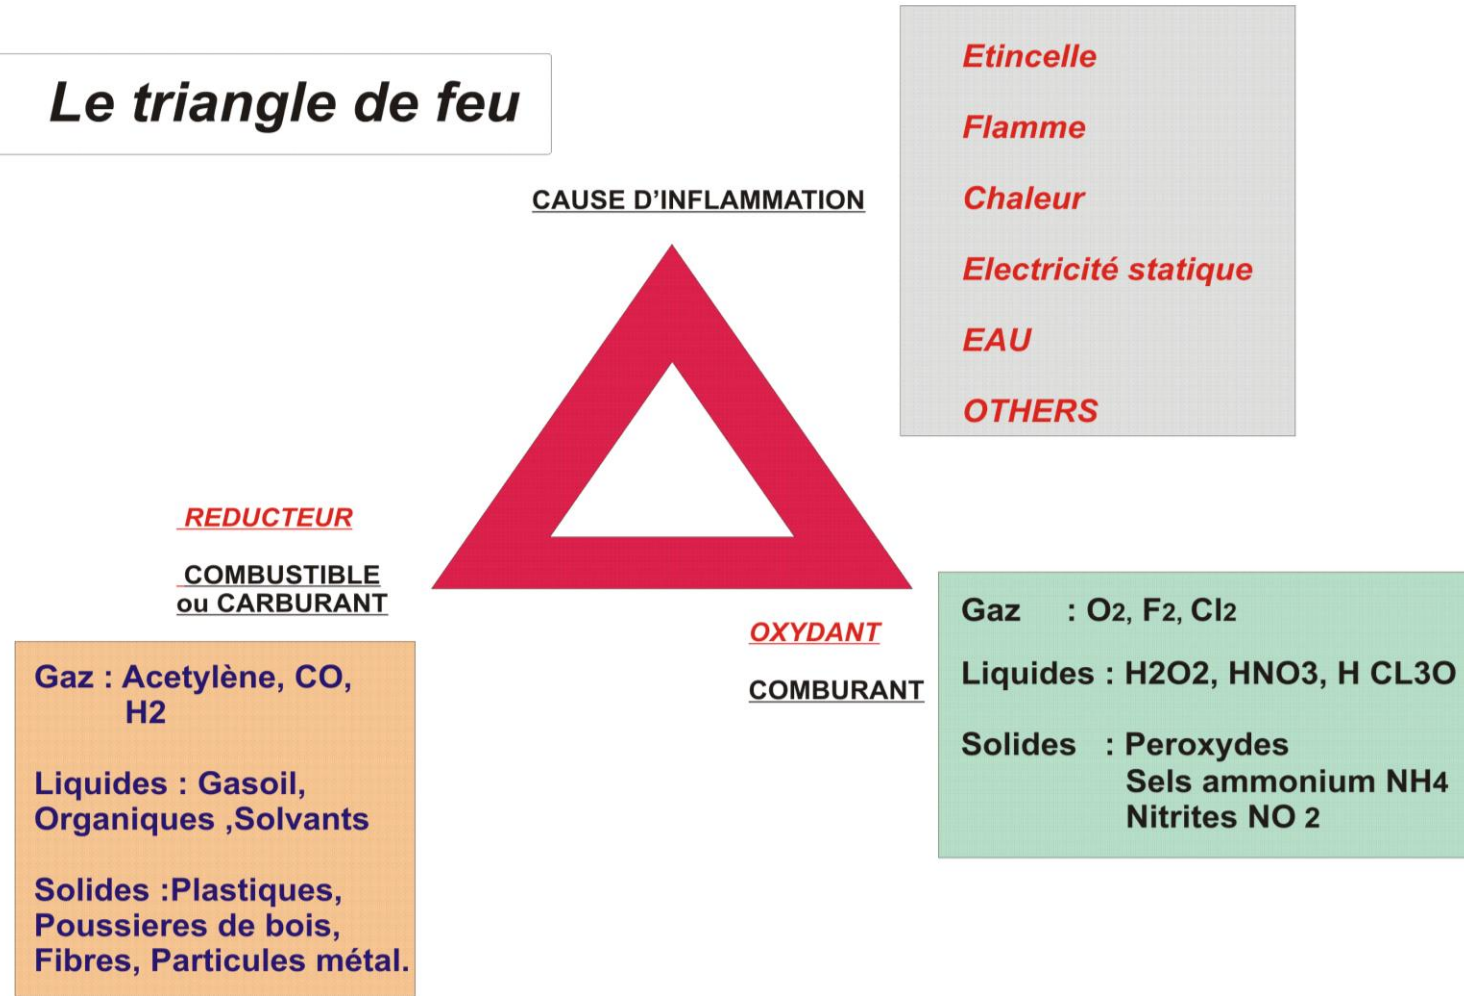 Le triangle de feu
CAUSE D'INFLAMMATION
Etincelle
Flamme
Chaleur
Electricité statique
EAU
OTHERS
REDUCTEUR
COMBUSTIBLE
ou CARBURANT
Gaz : Acetylène, CO,
H2
Liquides : Gasoil,
Organiques ,Solvants
Solides :Plastiques,
Poussieres de bois,
Fibres, Particules métal.
OXYDANT
COMBURANT
Gaz : O2, F2, Cl2
Liquides : H2O2, HNO3, H CL3O
Solides : Peroxydes
Sels ammonium NH4
Nitrites NO 2